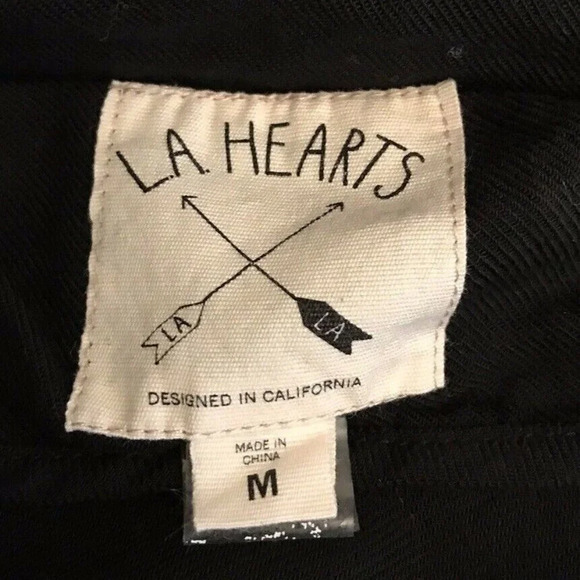 L.A. HEARTS
LA LA
DESIGNED IN CALIFORNIA
MADE IN
CHINA
M